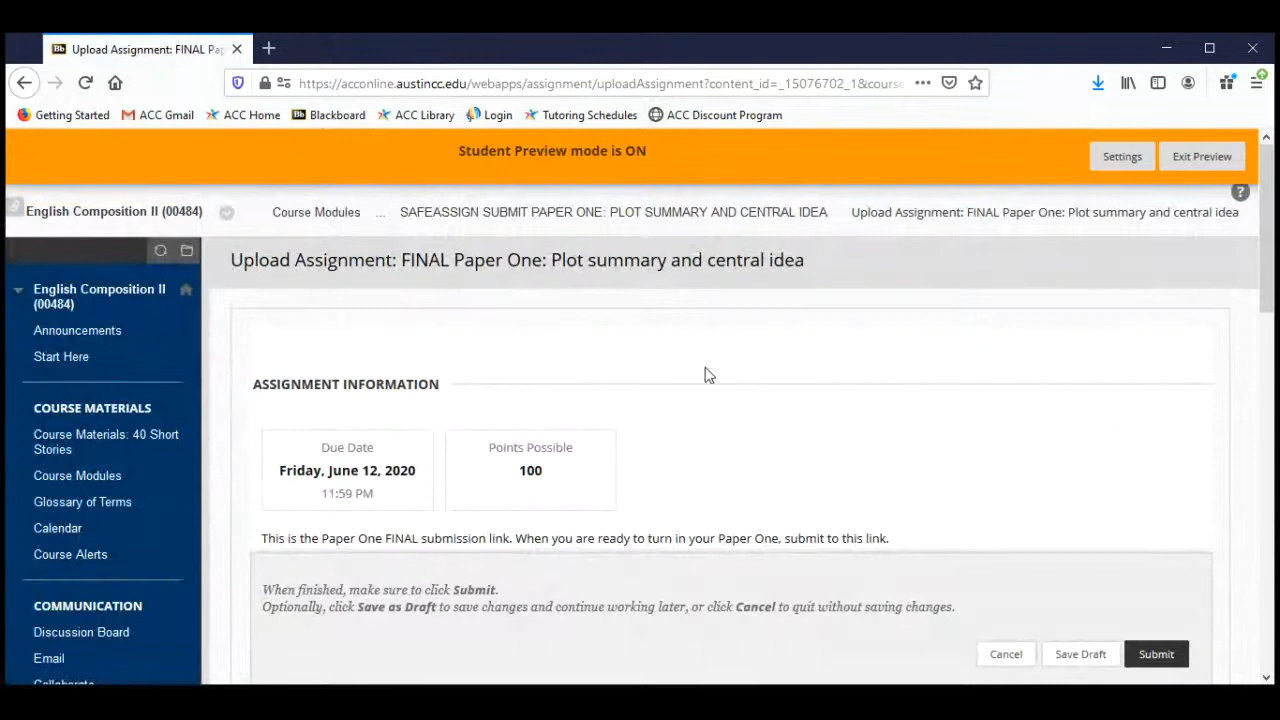 Upload Assignment: FINAL Pap
https://acconline.austincc.edu/webapps/assignment/uploadAssignment?content_id=_15076702_1&course
Getting Started ACC Gmail ACC Home Blackboard ACC Library Login Tutoring Schedules ACC Discount Program
Student Preview mode is ON
Settings Exit Preview
English Composition II (00484) Course Modules ... SAFEASSIGN SUBMIT PAPER ONE: PLOT SUMMARY AND CENTRAL IDEA Upload Assignment: FINAL Paper One: Plot summary and central idea
English Composition II
(00484)
Announcements
Start Here
COURSE MATERIALS
Course Materials: 40 Short
Stories
Course Modules
Glossary of Terms
Calendar
Course Alerts
COMMUNICATION
Discussion Board
Email
Collaborate
Upload Assignment: FINAL Paper One: Plot summary and central idea
ASSIGNMENT INFORMATION
Due Date
Friday, June 12, 2020
11:59 PM
Points Possible
100
This is the Paper One FINAL submission link. When you are ready to turn in your Paper One, submit to this link.
When finished, make sure to click Submit.
Optionally, click Save as Draft to save changes and continue working later, or click Cancel to quit without saving changes.
Cancel Save Draft Submit